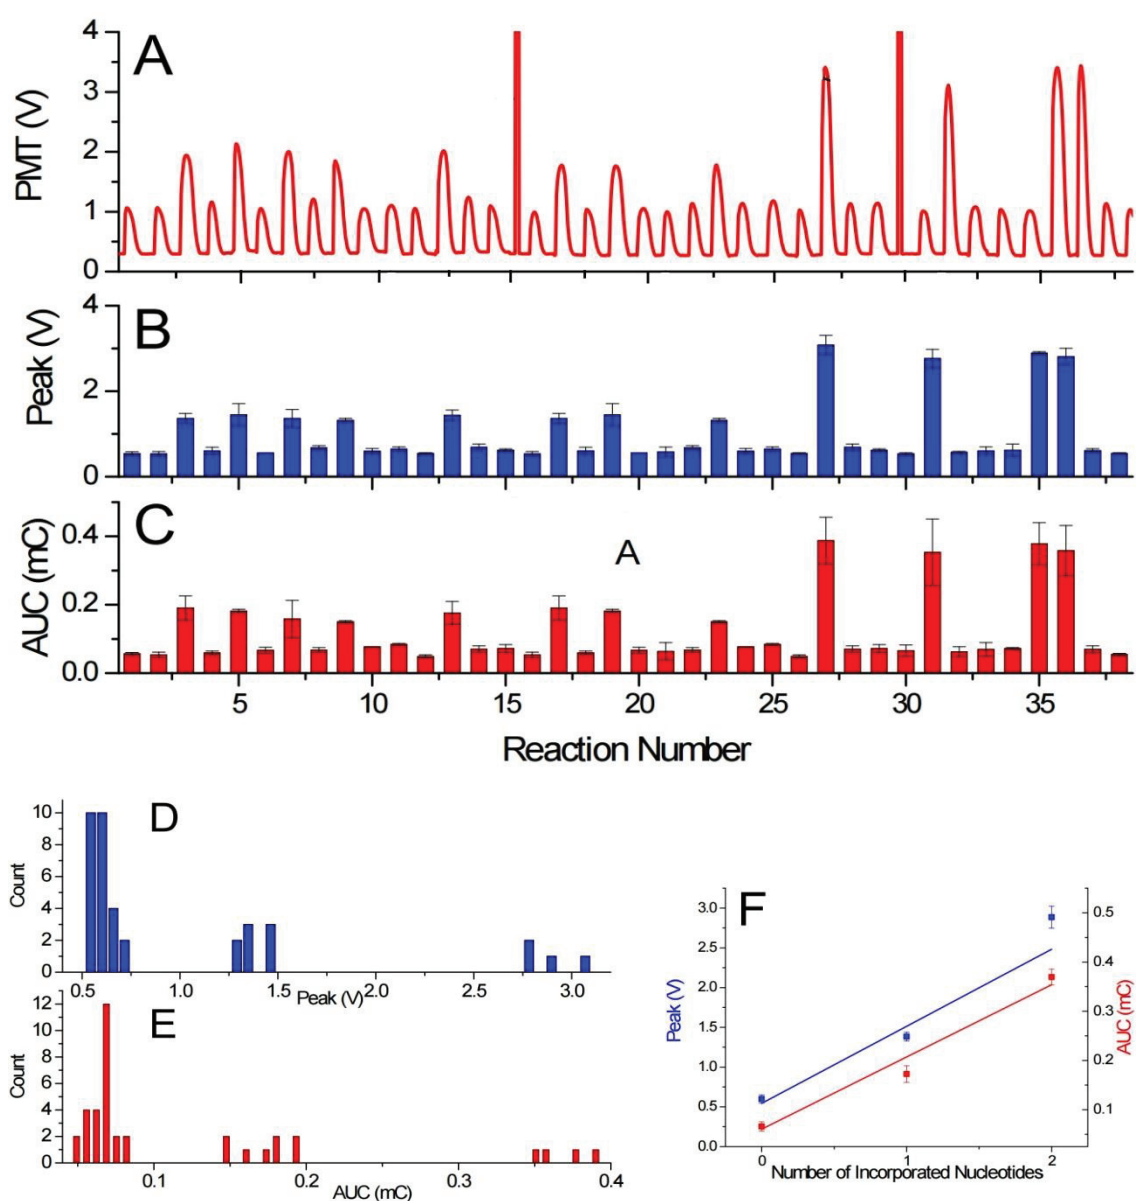 A
PMT (V)
4
3
2
1
0
B
Peak (V)
4
2
0
C
A
AUC (mC)
0.4
0.2
0.0
5 10 15 20 25 30 35
Reaction Number
D
Count
10
8
6
4
2
0
0.5 1.0 1.5 2.0 2.5 3.0
Peak (V)
E
Count
12
10
8
6
4
2
0
0.1 0.2 0.3 0.4
AUC (mC)
F
Peak (V)
3.0
2.5
2.0
1.5
1.0
0.5
0.0
0.5
0.4
0.3
0.2
0.1
AUC (mC)
0 1 2
Number of Incorporated Nucleotides